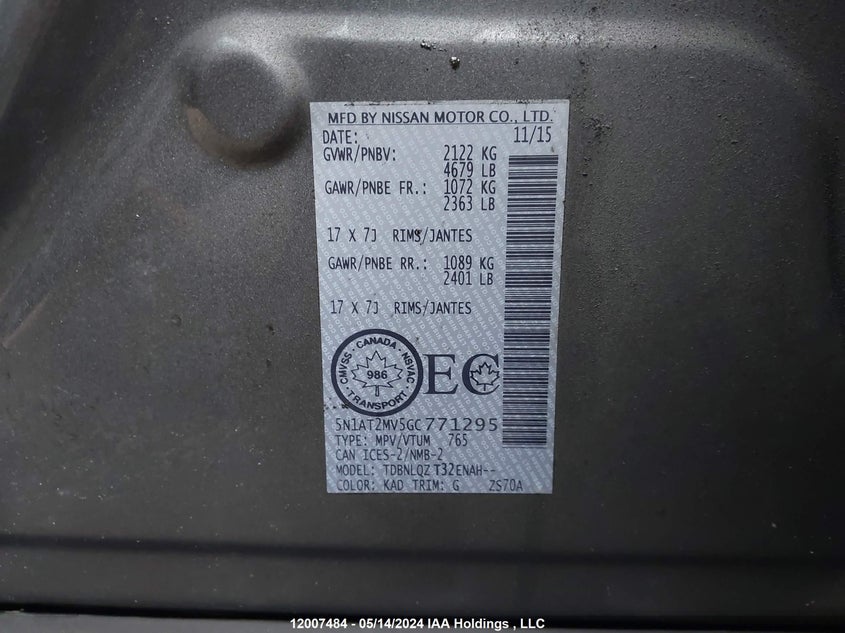 MFD BY NISSAN MOTOR CO., LTD.
DATE: 11/15
GVWR/PNBV: 2122 KG
4679 LB
GAWR/PNBE FR.: 1072 KG
2363 LB
17 X 7J RIMS/JANTES
GAWR/PNBE RR.: 1089 KG
2401 LB
17 X 7J RIMS/JANTES
CANADA
CMVSS · NSVAC
986
TRANSPORT
EC
5N1AT2MV5GC771295
TYPE: MPV/VTUM 765
CAN ICES-2/NMB-2
MODEL: TDBNLQZ T32ENAH--
COLOR: KAD TRIM: G ZS70A
12007484 - 05/14/2024 IAA Holdings , LLC